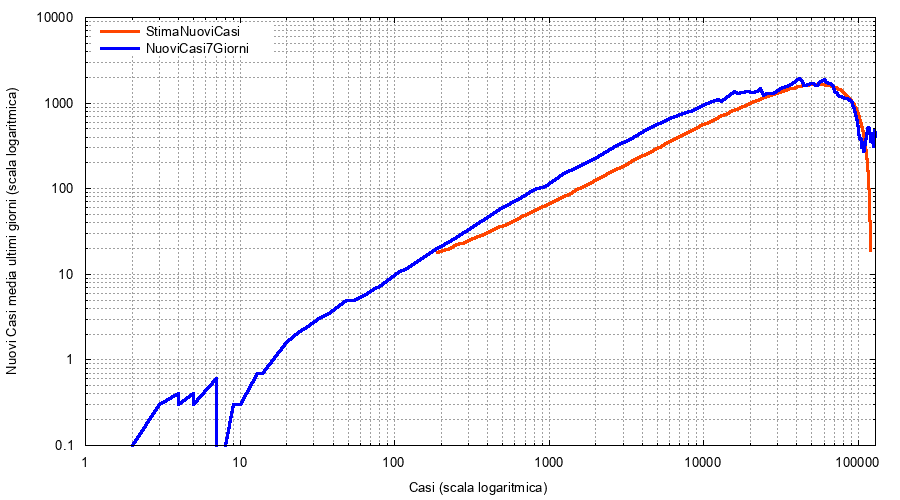 10000
1000
100
10
1
0.1
StimaNuoviCasi
NuoviCasi7Giorni
Nuovi Casi media ultimi giorni (scala logaritmica)
1 10 100 1000 10000 100000
Casi (scala logaritmica)